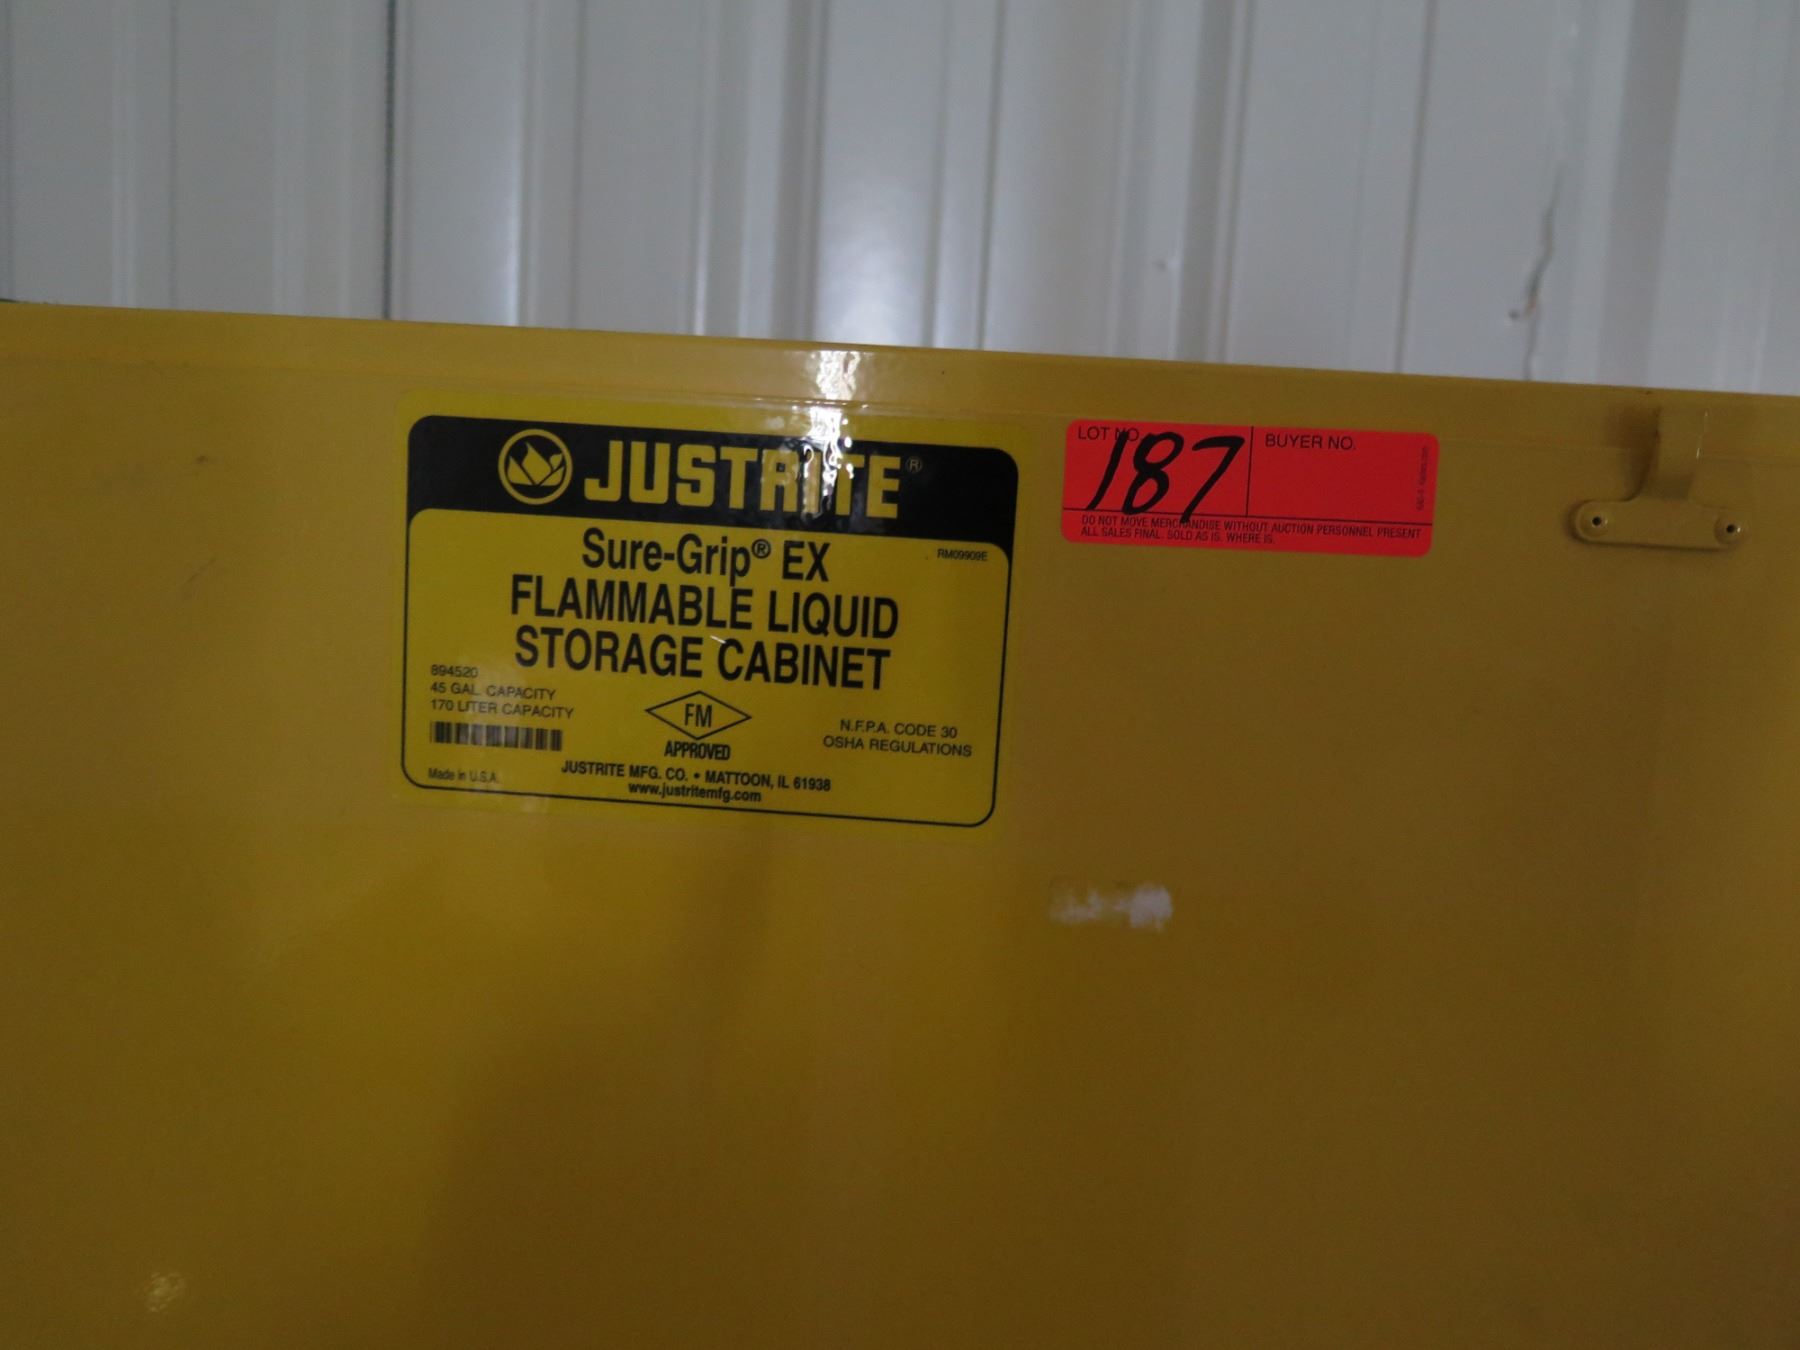 JUSTRITE®
Sure-Grip® EX
RM09909E
FLAMMABLE LIQUID
STORAGE CABINET
894520
45 GAL. CAPACITY
170 LITER CAPACITY
FM
APPROVED
N.F.P.A. CODE 30
OSHA REGULATIONS
Made in U.S.A.
JUSTRITE MFG. CO. • MATTOON, IL 61938
www.justritemfg.com
LOT NO.
187
BUYER NO.
DO NOT MOVE MERCHANDISE WITHOUT AUCTION PERSONNEL PRESENT
ALL SALES FINAL. SOLD AS IS. WHERE IS.